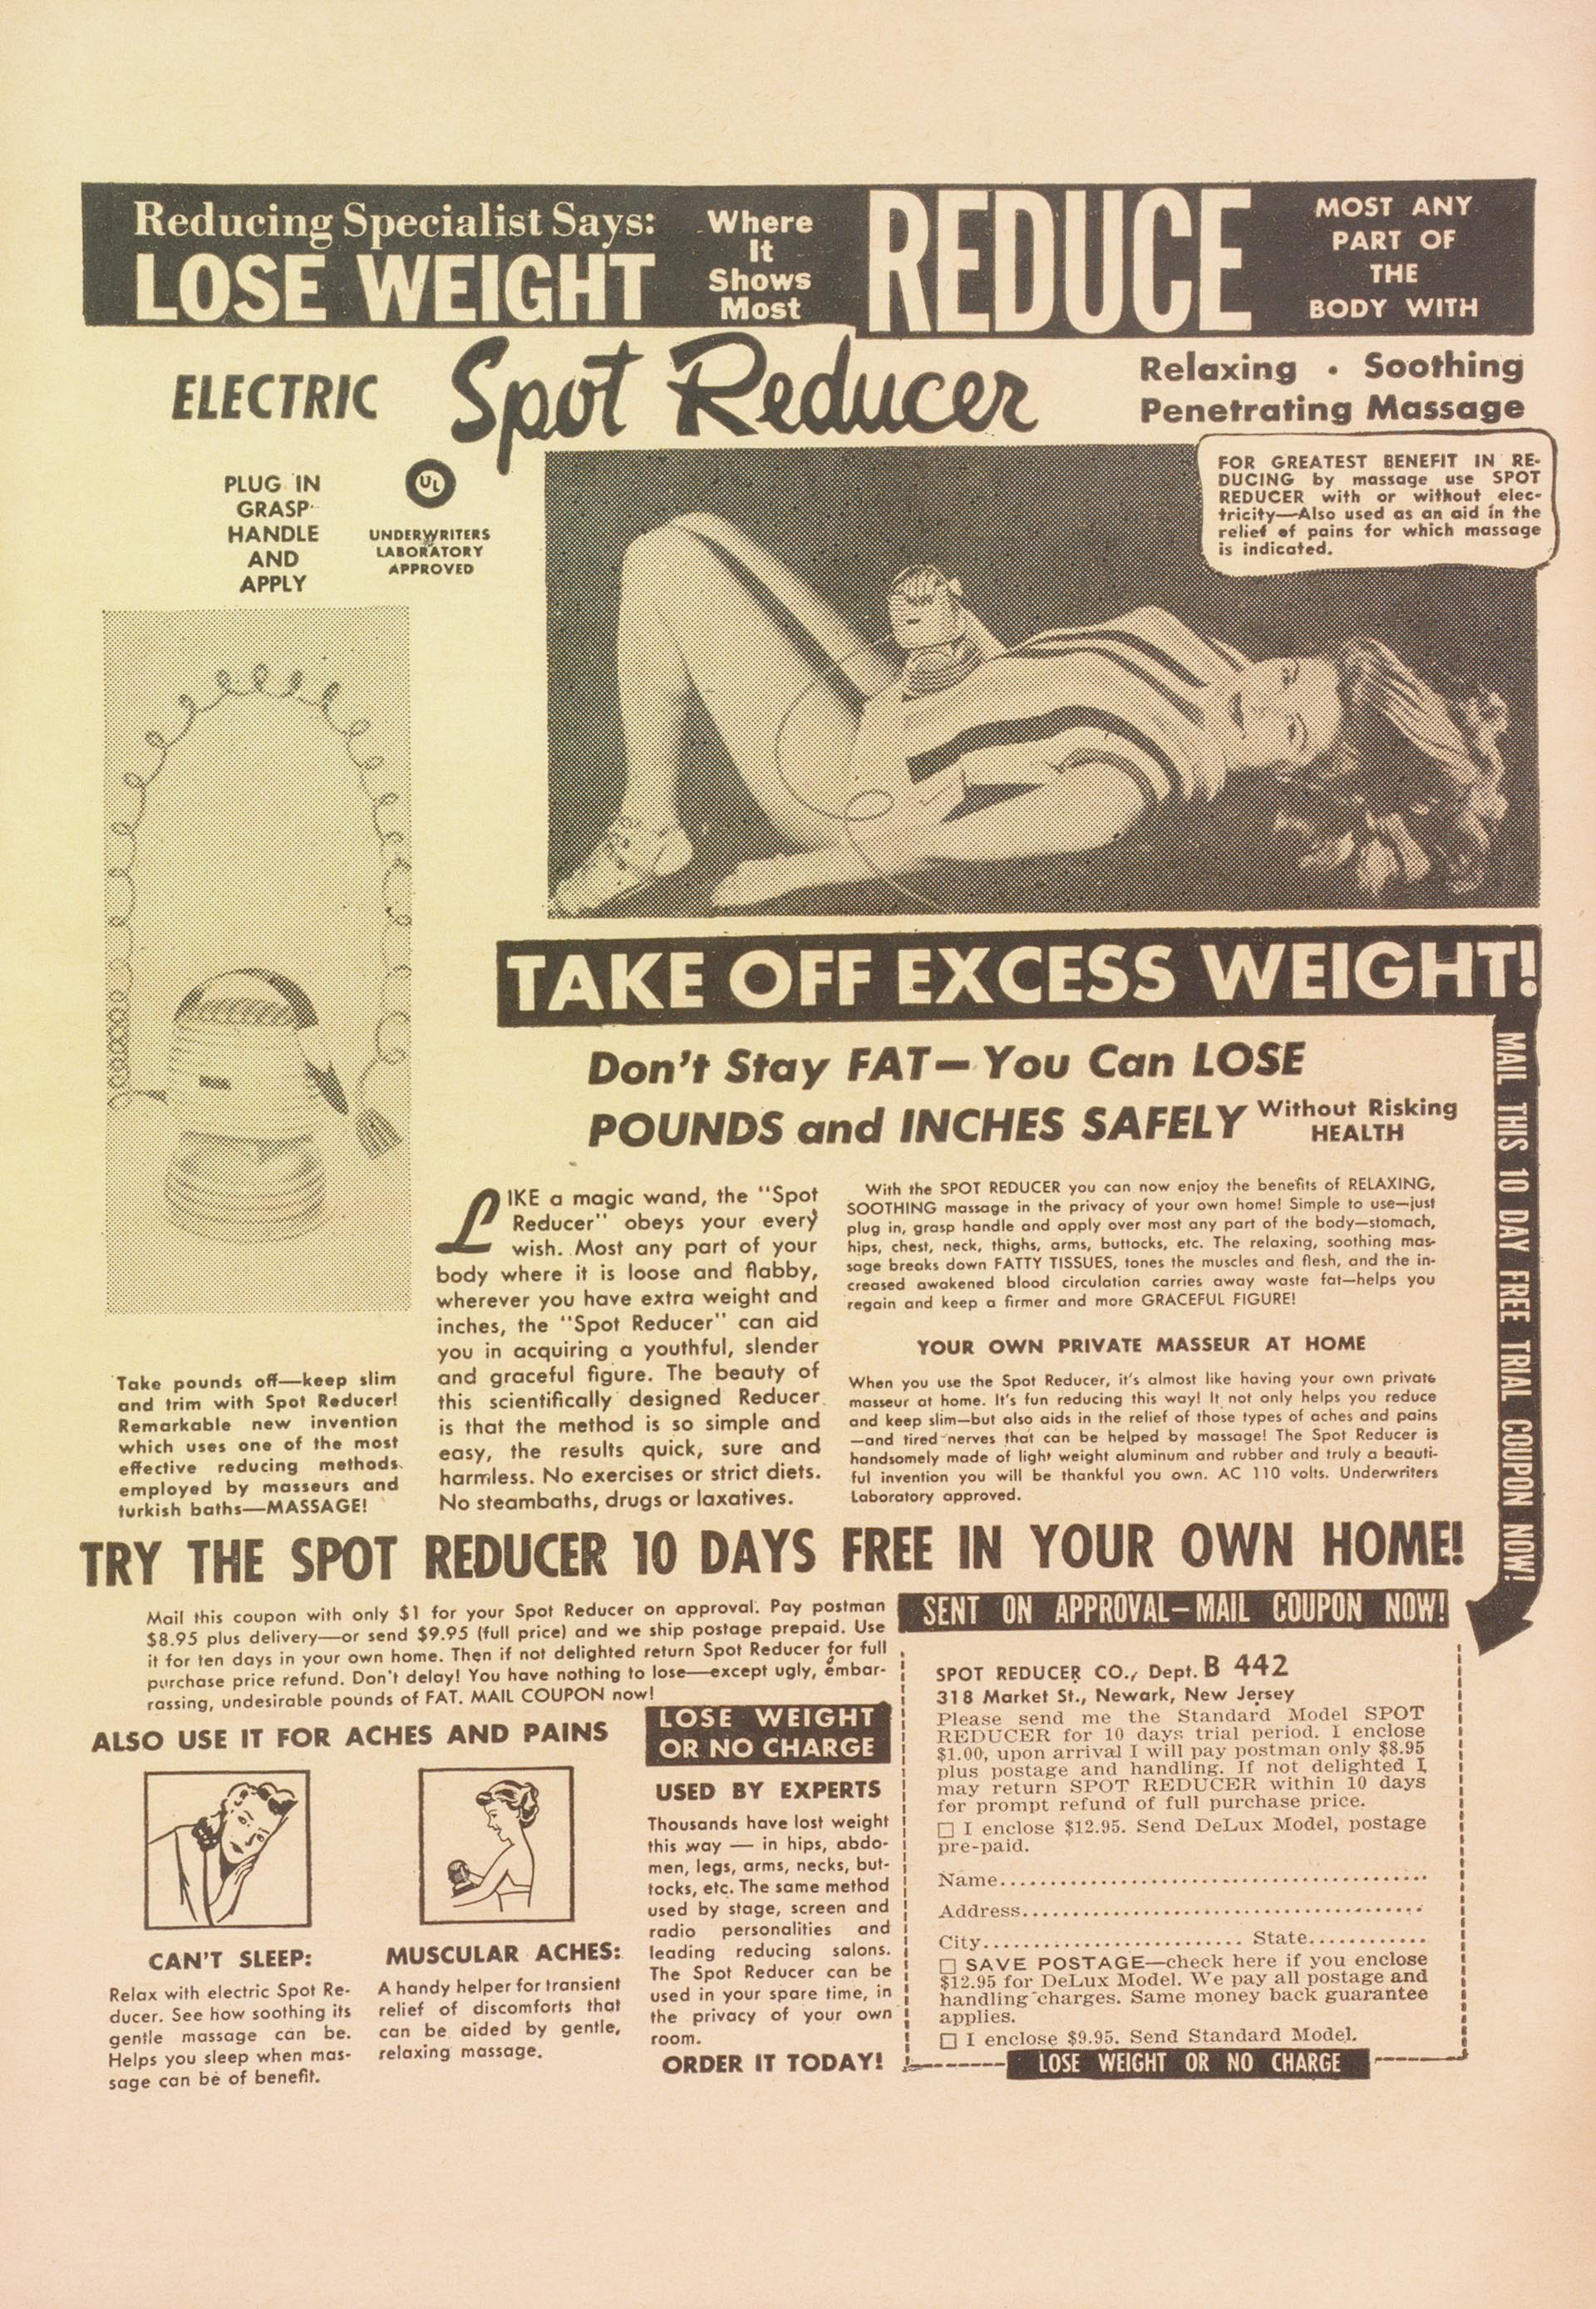 Reducing Specialist Says:
LOSE WEIGHT
Where
It
Shows
Most
REDUCE
MOST ANY
PART OF
THE
BODY WITH
ELECTRIC
Spot Reducer
Relaxing • Soothing
Penetrating Massage
PLUG IN
GRASP
HANDLE
AND
APPLY
UL
UNDERWRITERS
LABORATORY
APPROVED
FOR GREATEST BENEFIT IN RE-
DUCING by massage use SPOT
REDUCER with or without elec-
tricity—Also used as an aid in the
relief of pains for which massage
is indicated.
TAKE OFF EXCESS WEIGHT!
Don't Stay FAT—You Can LOSE
POUNDS and INCHES SAFELY Without Risking
HEALTH
MAIL THIS 10 DAY FREE TRIAL COUPON NOW!
Take pounds off—keep slim
and trim with Spot Reducer!
Remarkable new invention
which uses one of the most
effective reducing methods
employed by masseurs and
turkish baths—MASSAGE!
LIKE a magic wand, the "Spot
Reducer" obeys your every
wish. Most any part of your
body where it is loose and flabby,
wherever you have extra weight and
inches, the "Spot Reducer" can aid
you in acquiring a youthful, slender
and graceful figure. The beauty of
this scientifically designed Reducer
is that the method is so simple and
easy, the results quick, sure and
harmless. No exercises or strict diets.
No steambaths, drugs or laxatives.
With the SPOT REDUCER you can now enjoy the benefits of RELAXING,
SOOTHING massage in the privacy of your own home! Simple to use—just
plug in, grasp handle and apply over most any part of the body—stomach,
hips, chest, neck, thighs, arms, buttocks, etc. The relaxing, soothing mas-
sage breaks down FATTY TISSUES, tones the muscles and flesh, and the in-
creased awakened blood circulation carries away waste fat—helps you
regain and keep a firmer and more GRACEFUL FIGURE!
YOUR OWN PRIVATE MASSEUR AT HOME
When you use the Spot Reducer, it's almost like having your own private
masseur at home. It's fun reducing this way! It not only helps you reduce
and keep slim—but also aids in the relief of those types of aches and pains
—and tired nerves that can be helped by massage! The Spot Reducer is
handsomely made of light weight aluminum and rubber and truly a beauti-
ful invention you will be thankful you own. AC 110 volts. Underwriters
Laboratory approved.
TRY THE SPOT REDUCER 10 DAYS FREE IN YOUR OWN HOME!
Mail this coupon with only $1 for your Spot Reducer on approval. Pay postman
$8.95 plus delivery—or send $9.95 (full price) and we ship postage prepaid. Use
it for ten days in your own home. Then if not delighted return Spot Reducer for full
purchase price refund. Don't delay! You have nothing to lose—except ugly, embar-
rassing, undesirable pounds of FAT. MAIL COUPON now!
ALSO USE IT FOR ACHES AND PAINS
CAN'T SLEEP:
Relax with electric Spot Re-
ducer. See how soothing its
gentle massage can be.
Helps you sleep when mas-
sage can be of benefit.
MUSCULAR ACHES:
A handy helper for transient
relief of discomforts that
can be aided by gentle,
relaxing massage.
LOSE WEIGHT
OR NO CHARGE
USED BY EXPERTS
Thousands have lost weight
this way — in hips, abdo-
men, legs, arms, necks, but-
tocks, etc. The same method
used by stage, screen and
radio personalities and
leading reducing salons.
The Spot Reducer can be
used in your spare time, in
the privacy of your own
room.
ORDER IT TODAY!
SENT ON APPROVAL—MAIL COUPON NOW!
SPOT REDUCER CO., Dept. B 442
318 Market St., Newark, New Jersey
Please send me the Standard Model SPOT
REDUCER for 10 days trial period. I enclose
$1.00, upon arrival I will pay postman only $8.95
plus postage and handling. If not delighted I
may return SPOT REDUCER within 10 days
for prompt refund of full purchase price.
☐ I enclose $12.95. Send DeLux Model, postage
pre-paid.
Name
Address
City State
☐ SAVE POSTAGE—check here if you enclose
$12.95 for DeLux Model. We pay all postage and
handling charges. Same money back guarantee
applies.
☐ I enclose $9.95. Send Standard Model.
LOSE WEIGHT OR NO CHARGE